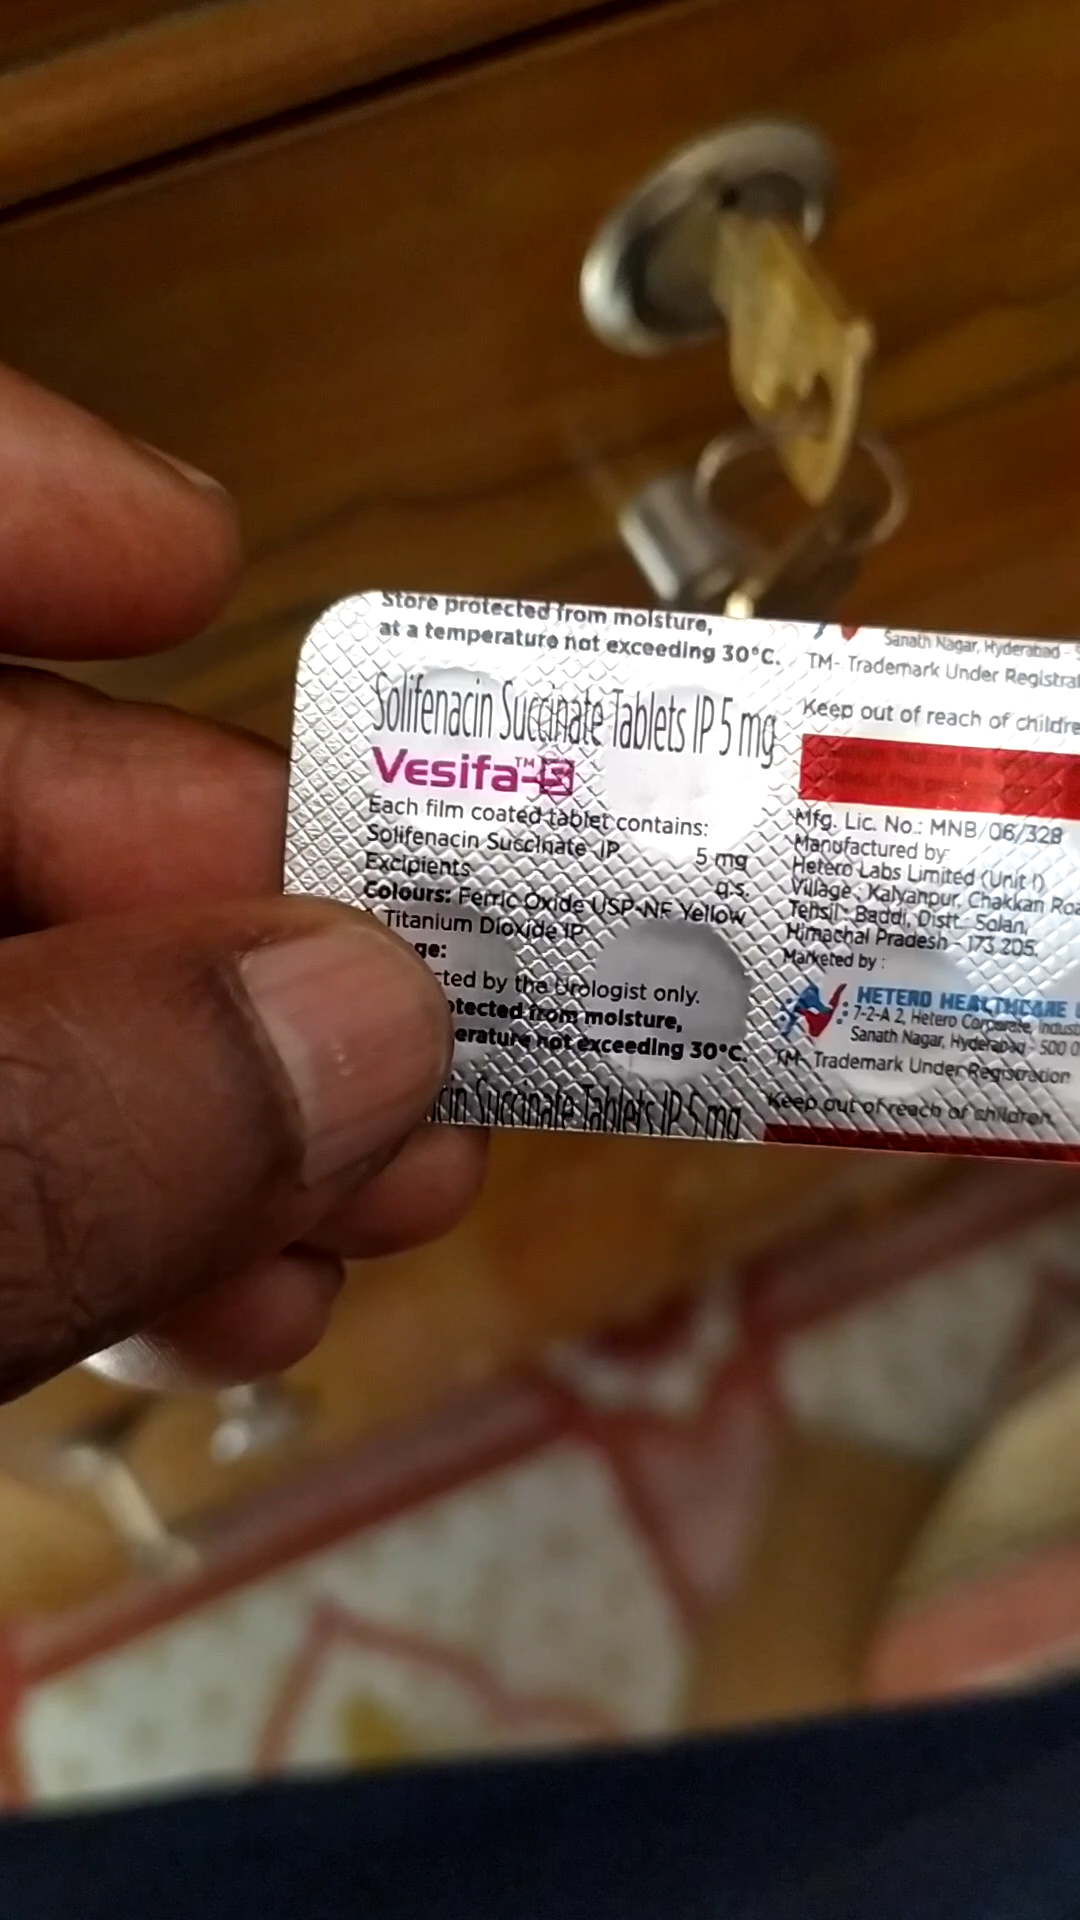 Store protected from moisture,
at a temperature not exceeding 30°C.
Solifenacin Succinate Tablets IP 5 mg
Vesifa™-5
Each film coated tablet contains:
Solifenacin Succinate IP 5 mg
Excipients q.s.
Colours: Ferric Oxide USP-NF Yellow
Titanium Dioxide IP
ge:
cted by the Urologist only.
otected from moisture,
erature not exceeding 30°C.
cin Succinate Tablets IP 5 mg
Sanath Nagar, Hyderabad -
TM- Trademark Under Registrat
Keep out of reach of childre
Mfg. Lic. No.: MNB/06/328
Manufactured by
Hetero Labs Limited (Unit I)
Village: Kalyanpur, Chakkan Roa
Tehsil: Baddi, Distt.: Solan,
Himachal Pradesh - 173 205.
Marketed by :
HETERO HEALTHCARE
7-2-A 2, Hetero Corporate, Indust
Sanath Nagar, Hyderabad - 500 0
TM- Trademark Under Registration
Keep out of reach of children.